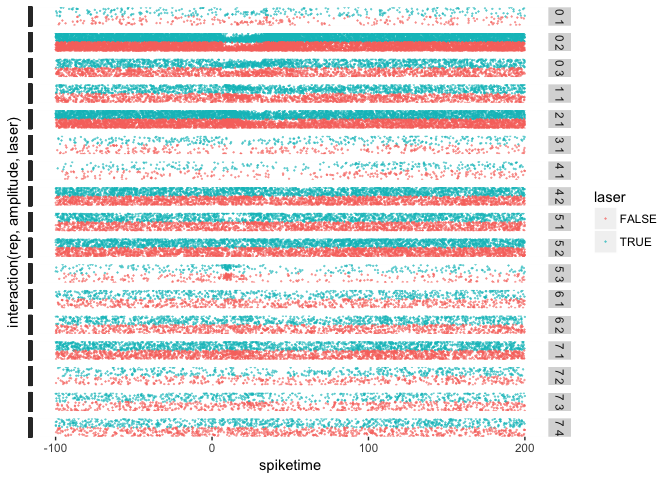 interaction(rep, amplitude, laser)
0 1
0 2
0 3
1 1
2 1
3 1
4 1
4 2
5 1
5 2
5 3
6 1
6 2
7 1
7 2
7 3
7 4
-100 0 100 200
spiketime
laser
FALSE
TRUE